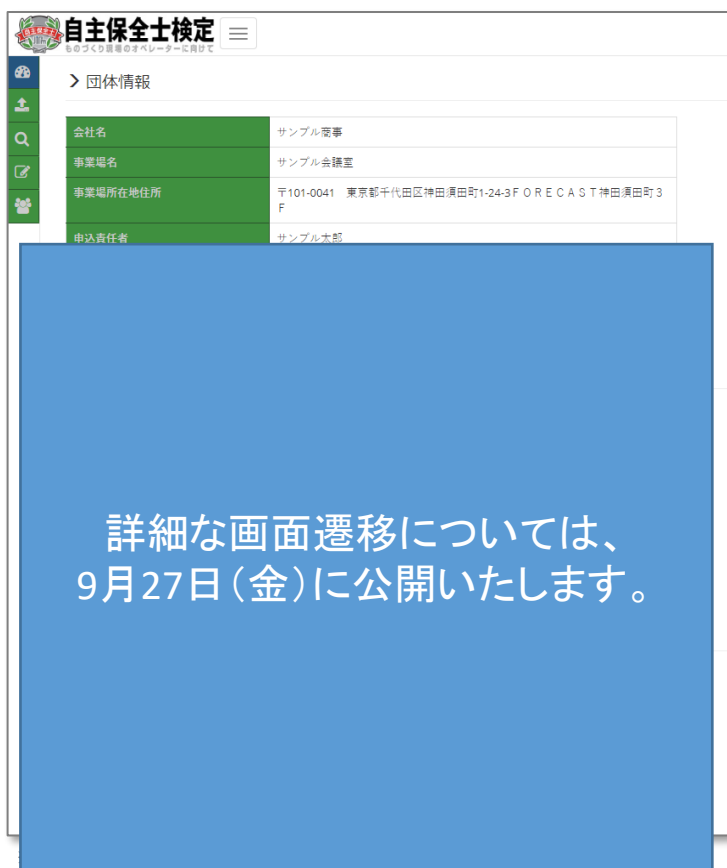 自主保全士検定
ものづくり現場のオペレーターに向けて
団体情報
会社名 サンプル商事
事業場名 サンプル会議室
事業場所在地住所 〒101-0041 東京都千代田区神田須田町1-24-3ＦＯＲＥＣＡＳＴ神田須田町３
Ｆ
申込責任者 サンプル太郎
詳細な画面遷移については、
9月27日（金）に公開いたします。